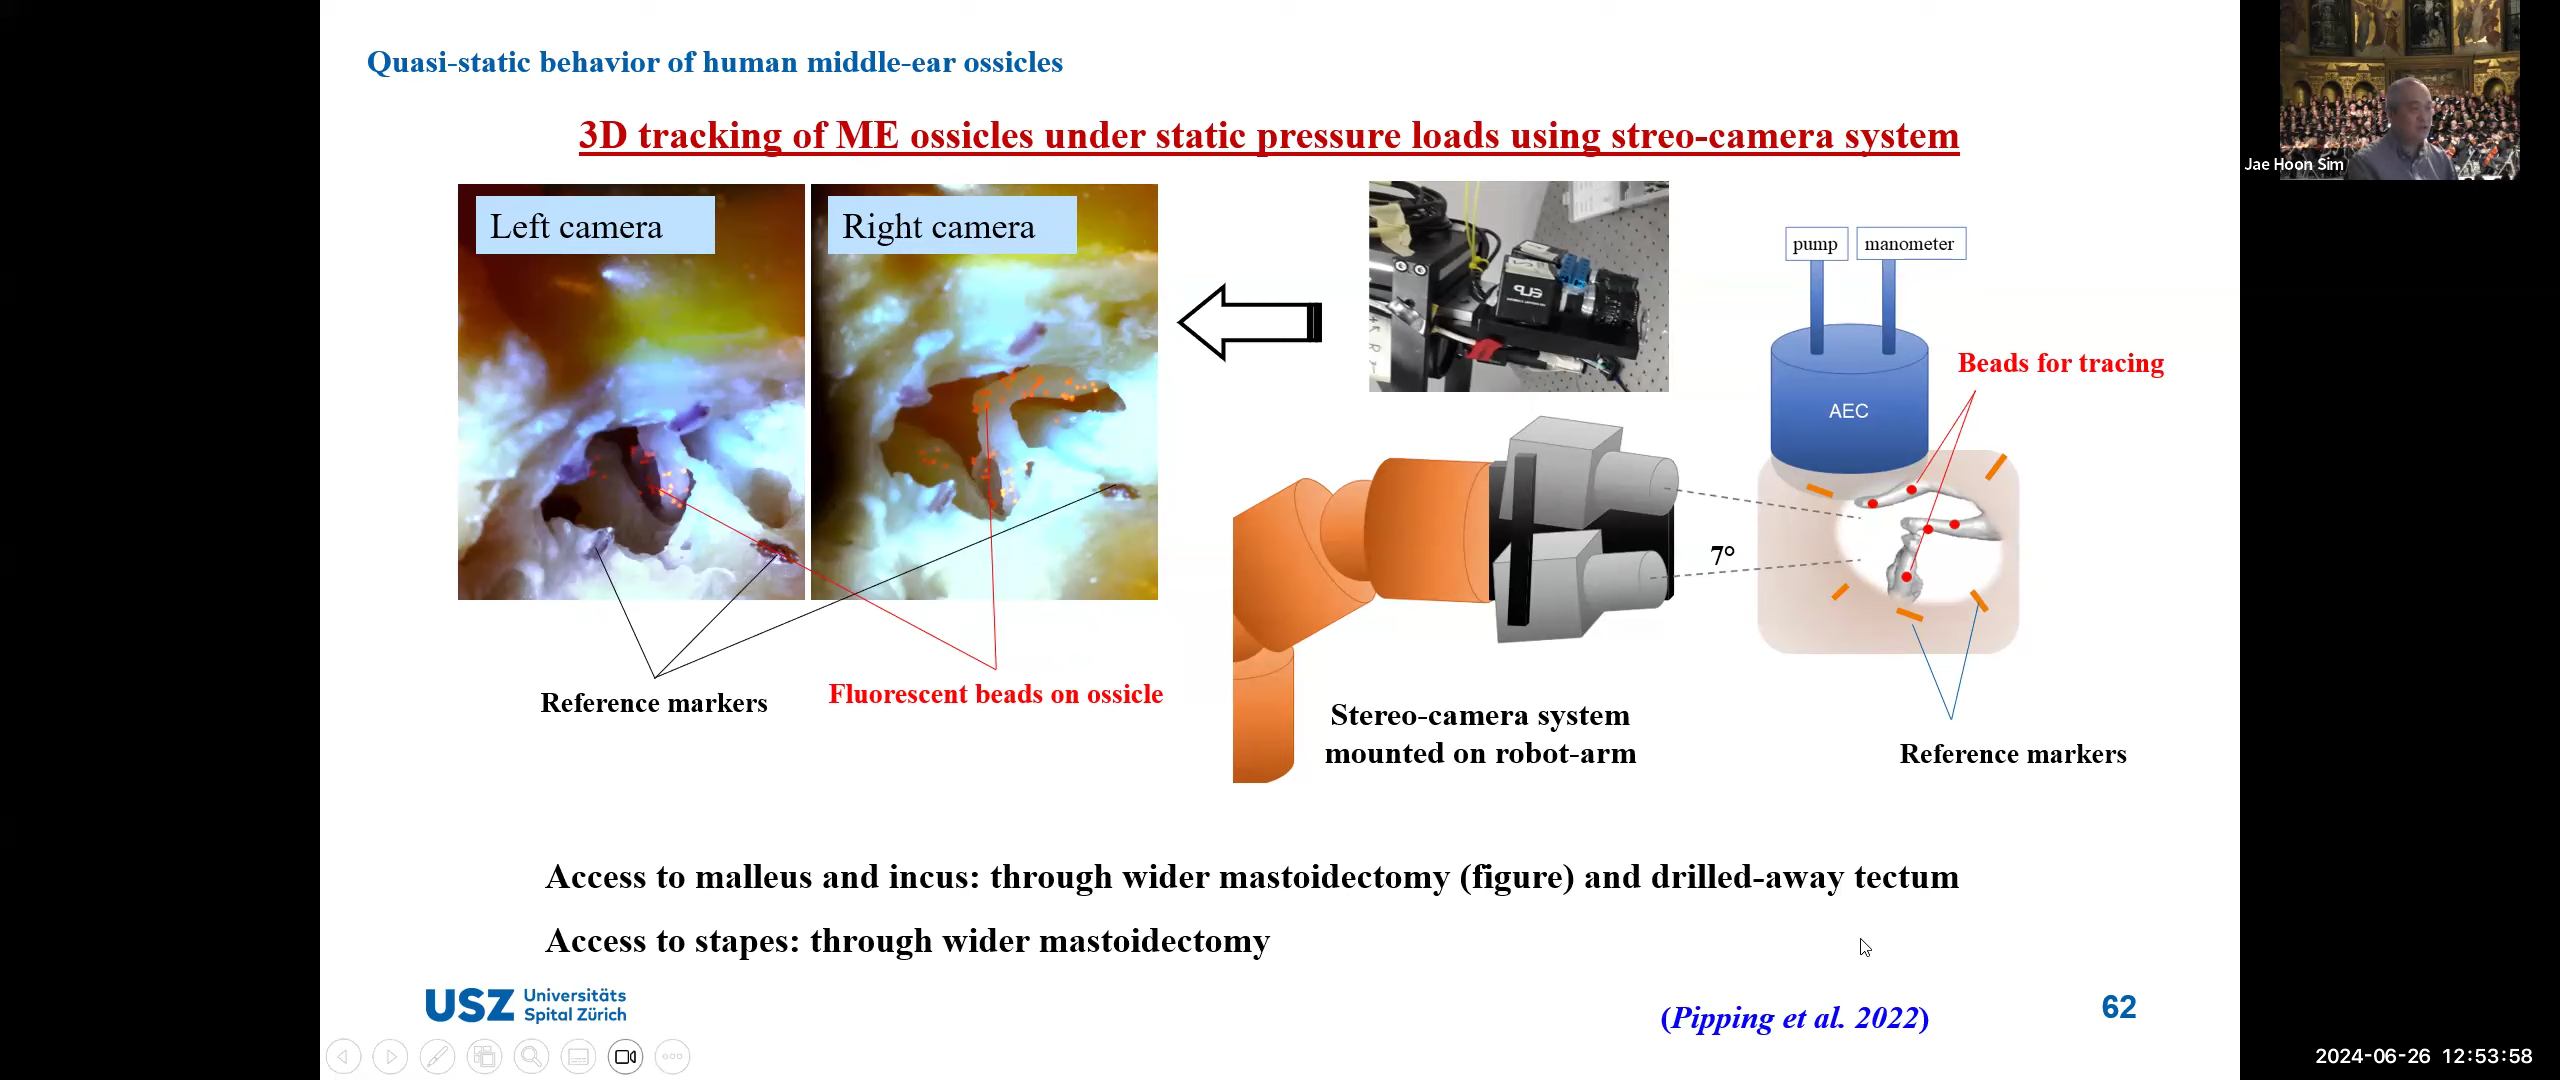 Quasi-static behavior of human middle-ear ossicles
3D tracking of ME ossicles under static pressure loads using streo-camera system
Left camera
Right camera
pump
manometer
AEC
Beads for tracing
7°
Reference markers
Fluorescent beads on ossicle
Stereo-camera system
mounted on robot-arm
Reference markers
Access to malleus and incus: through wider mastoidectomy (figure) and drilled-away tectum
Access to stapes: through wider mastoidectomy
USZ
Universitäts
Spital Zürich
(Pipping et al. 2022)
62
Jae Hoon Sim
2024-06-26 12:53:58